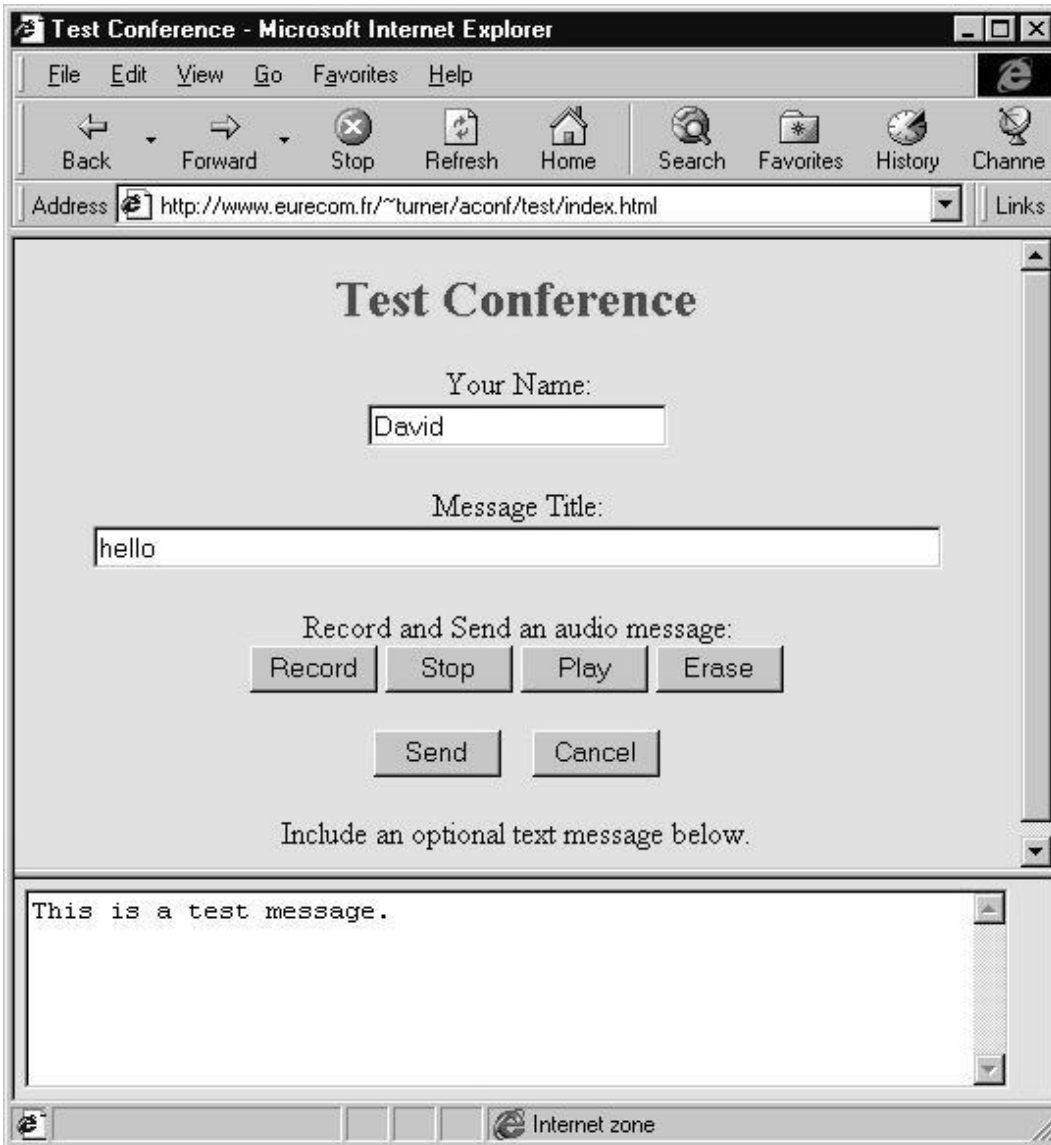 Test Conference - Microsoft Internet Explorer
File Edit View Go Favorites Help
Back Forward Stop Refresh Home Search Favorites History Channe
Address http://www.eurecom.fr/~turner/aconf/test/index.html Links
Test Conference
Your Name:
David
Message Title:
hello
Record and Send an audio message:
Record Stop Play Erase
Send Cancel
Include an optional text message below.
This is a test message.
Internet zone